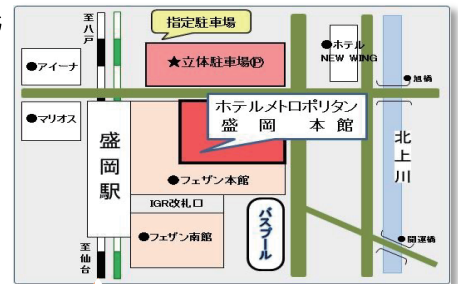 至八戸
指定駐車場
●アイーナ
★立体駐車場Ⓟ
●ホテル
NEW WING
●旭橋
●マリオス
ホテルメトロポリタン
盛岡 本館
盛岡駅
北上川
●フェザン本館
IGR改札口
●フェザン南館
バスプール
●開運橋
至仙台